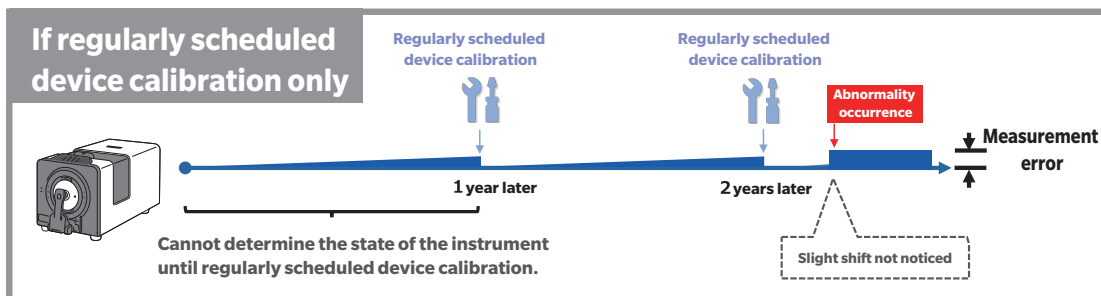 If regularly scheduled
device calibration only
Regularly scheduled
device calibration
Regularly scheduled
device calibration
Abnormality
occurrence
Measurement
error
1 year later
2 years later
Cannot determine the state of the instrument
until regularly scheduled device calibration.
Slight shift not noticed